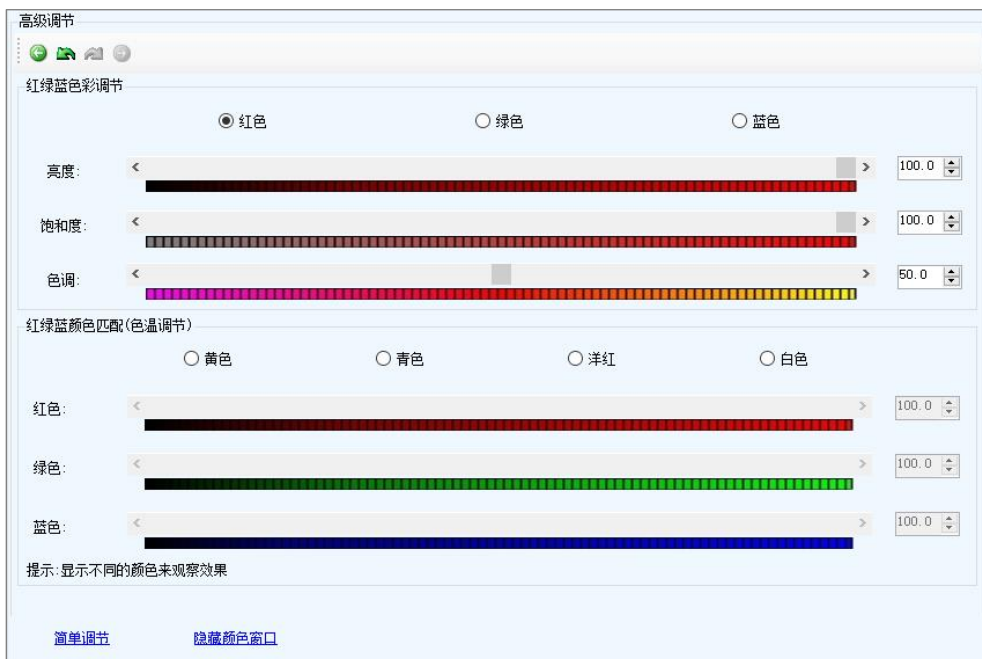 高级调节
红绿蓝色彩调节
红色 绿色 蓝色
亮度: 100.0
饱和度: 100.0
色调: 50.0
红绿蓝颜色匹配(色温调节)
黄色 青色 洋红 白色
红色: 100.0
绿色: 100.0
蓝色: 100.0
提示:显示不同的颜色来观察效果
简单调节 隐藏颜色窗口